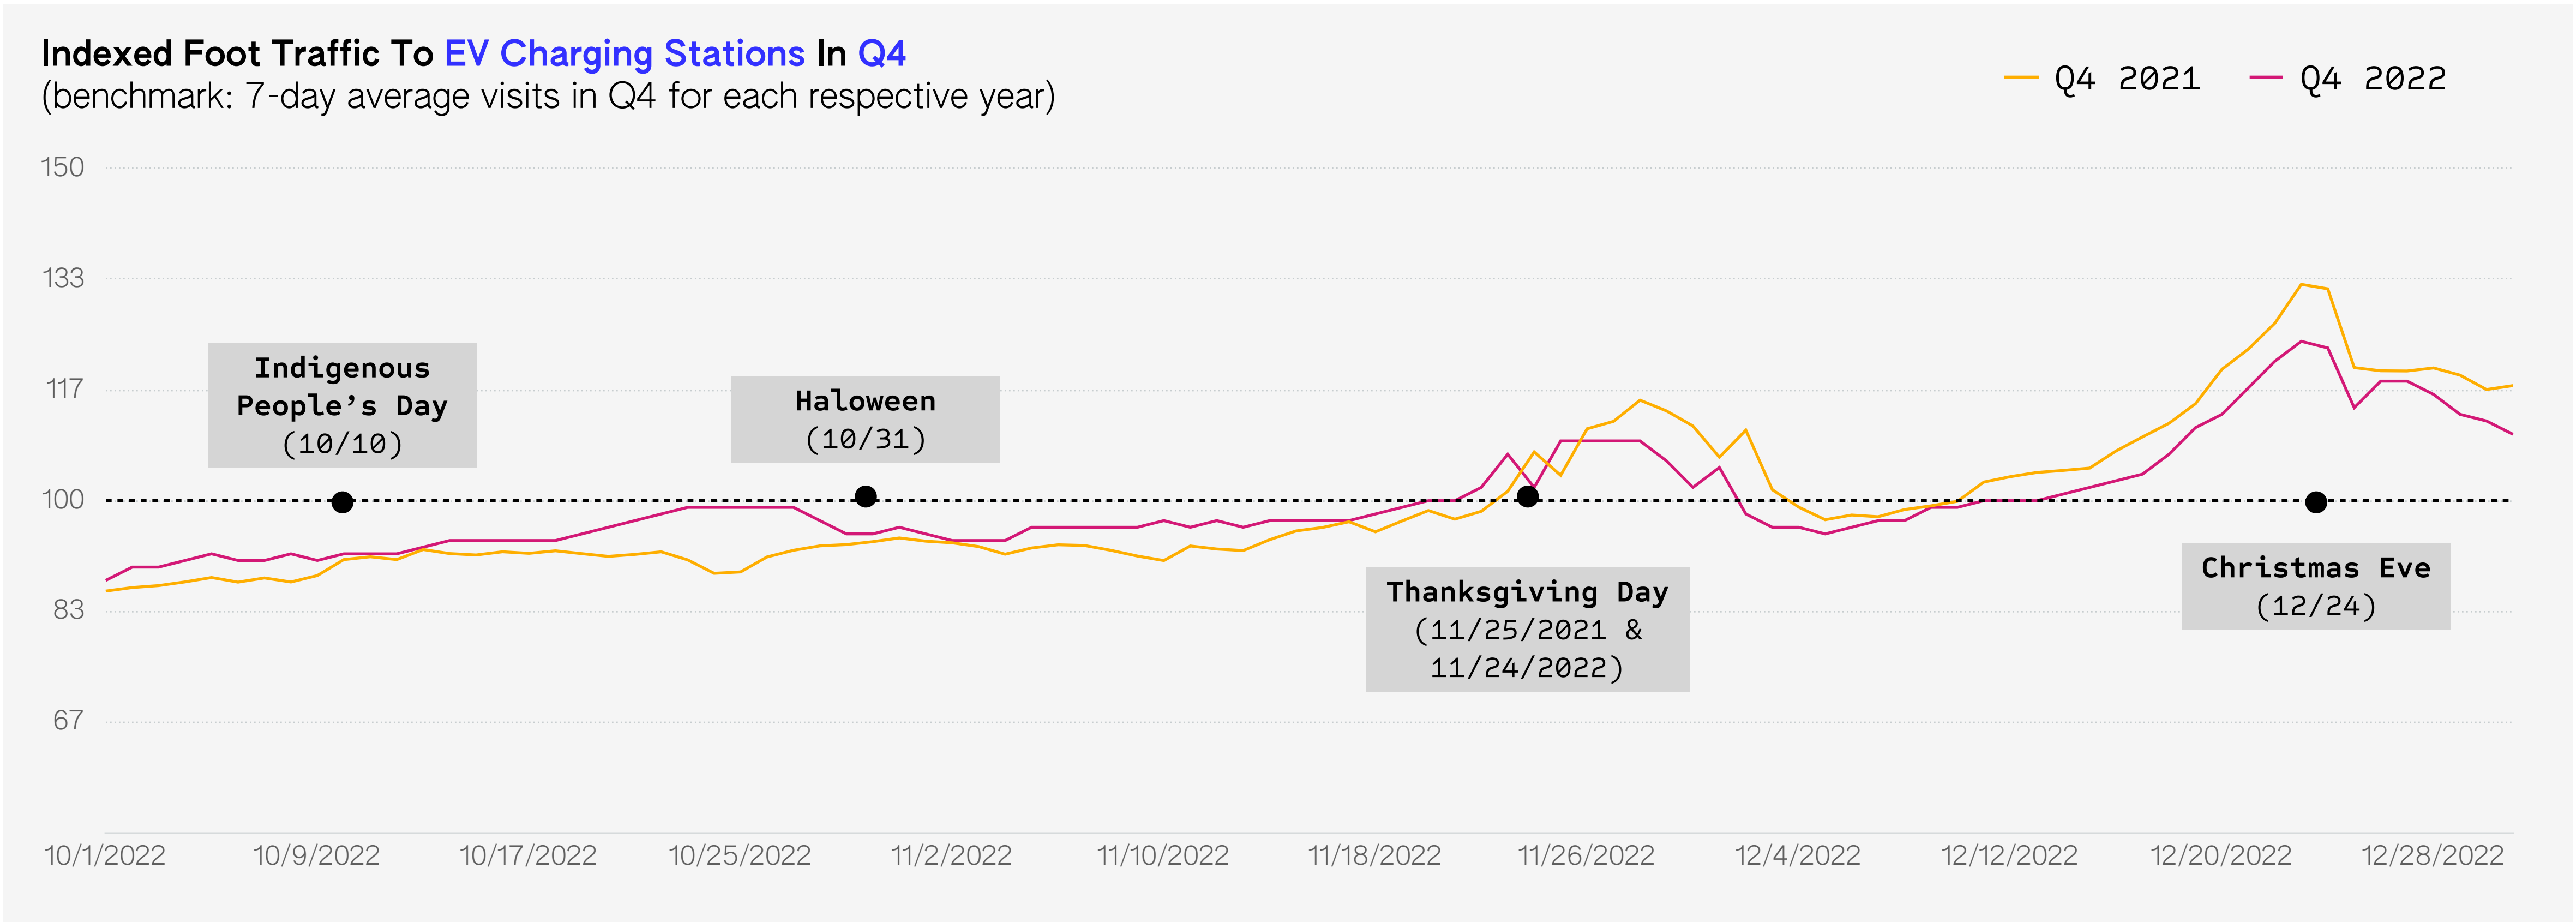 Indexed Foot Traffic To EV Charging Stations In Q4
(benchmark: 7-day average visits in Q4 for each respective year)
Q4 2021
Q4 2022
150
133
117
100
83
67
Indigenous
People’s Day
(10/10)
Haloween
(10/31)
Thanksgiving Day
(11/25/2021 &
11/24/2022)
Christmas Eve
(12/24)
10/1/2022
10/9/2022
10/17/2022
10/25/2022
11/2/2022
11/10/2022
11/18/2022
11/26/2022
12/4/2022
12/12/2022
12/20/2022
12/28/2022